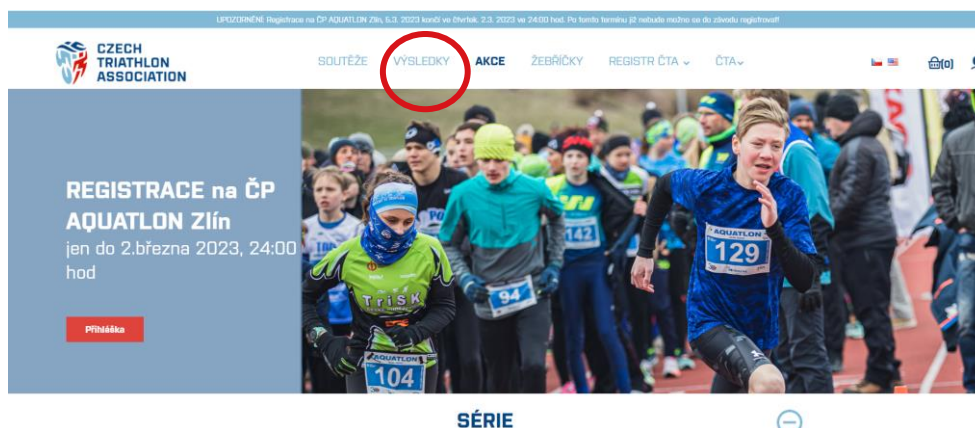 UPOZORNĚNÍ: Registrace na ČP AQUATLON Zlín, 5.3. 2023 končí ve čtvrtek. 2.3. 2023 ve 24:00 hod. Po tomto termínu již nebude možno se do závodu registrovat!
CZECH
TRIATHLON
ASSOCIATION
SOUTĚŽE VÝSLEDKY AKCE ŽEBŘÍČKY REGISTR ČTA ČTA
(0)
REGISTRACE na ČP
AQUATLON Zlín
jen do 2.března 2023, 24:00
hod
Přihláška
142
AQUATLON
129
94
TriSK
AQUATLON
104
SÉRIE